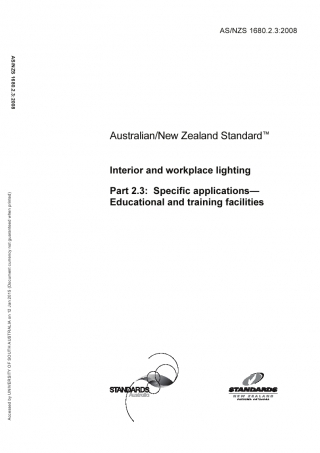 AS/NZS 1680.2.3:2008
AS/NZS 1680.2.3:2008
Australian/New Zealand Standard™
Interior and workplace lighting
Part 2.3: Specific applications—
Educational and training facilities
Accessed by UNIVERSITY OF SOUTH AUSTRALIA on 12 Jan 2015 (Document currency not guaranteed when printed)
STANDARDS
Australia
STANDARDS
NEW ZEALAND